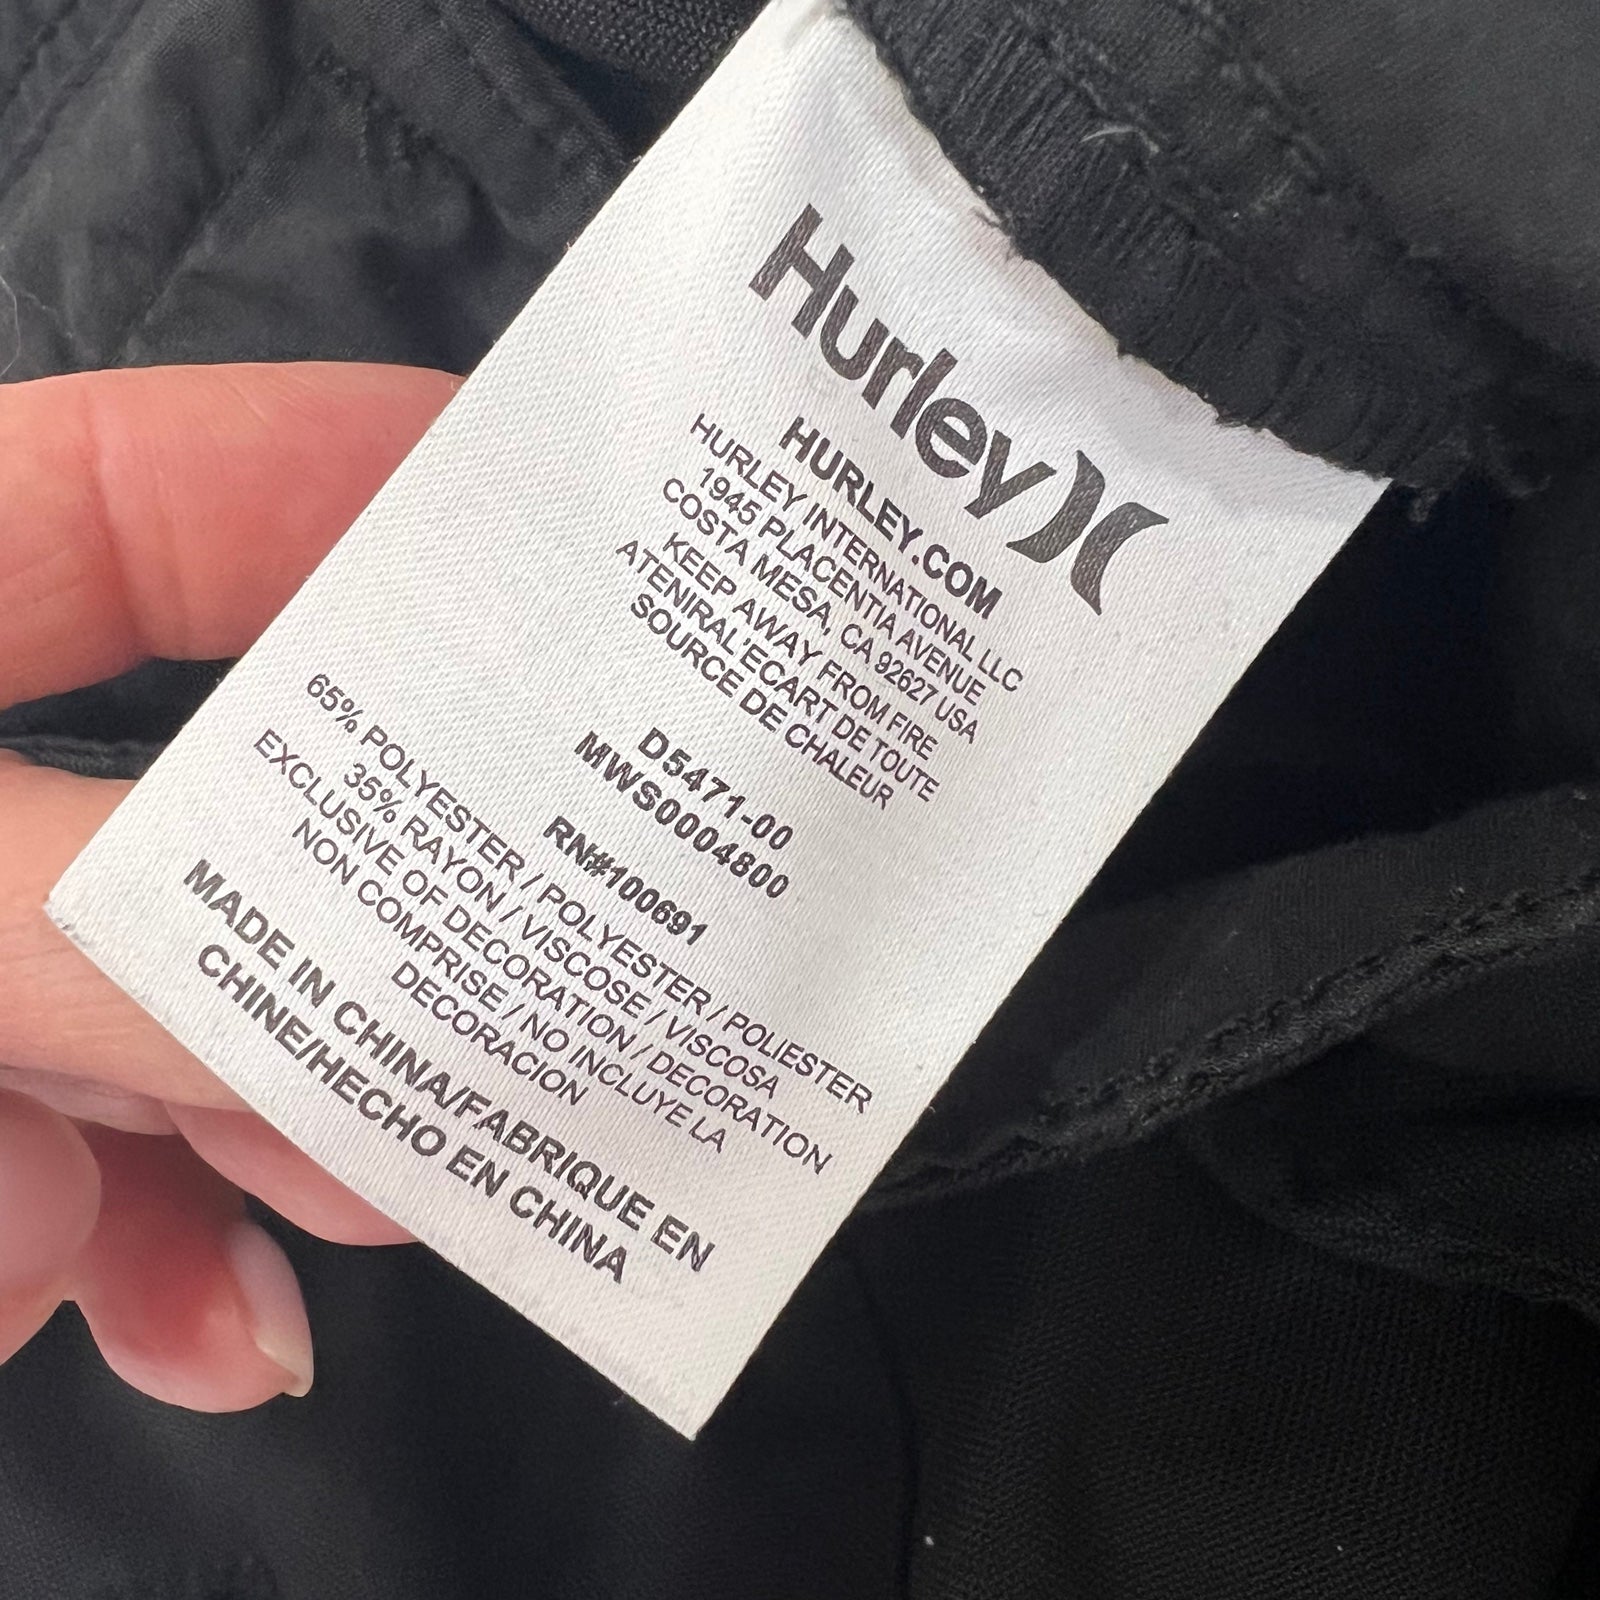 Hurley
HURLEY.COM
HURLEY INTERNATIONAL LLC
1945 PLACENTIA AVENUE
COSTA MESA, CA 92627 USA
KEEP AWAY FROM FIRE
ATENIRAL'ECART DE TOUTE
SOURCE DE CHALEUR
D5471-00
MWS0004800
RN#100691
65% POLYESTER / POLYESTER / POLIESTER
35% RAYON / VISCOSE / VISCOSA
EXCLUSIVE OF DECORATION / DECORATION
NON COMPRISE / NO INCLUYE LA
DECORACION
MADE IN CHINA/FABRIQUE EN
CHINE/HECHO EN CHINA